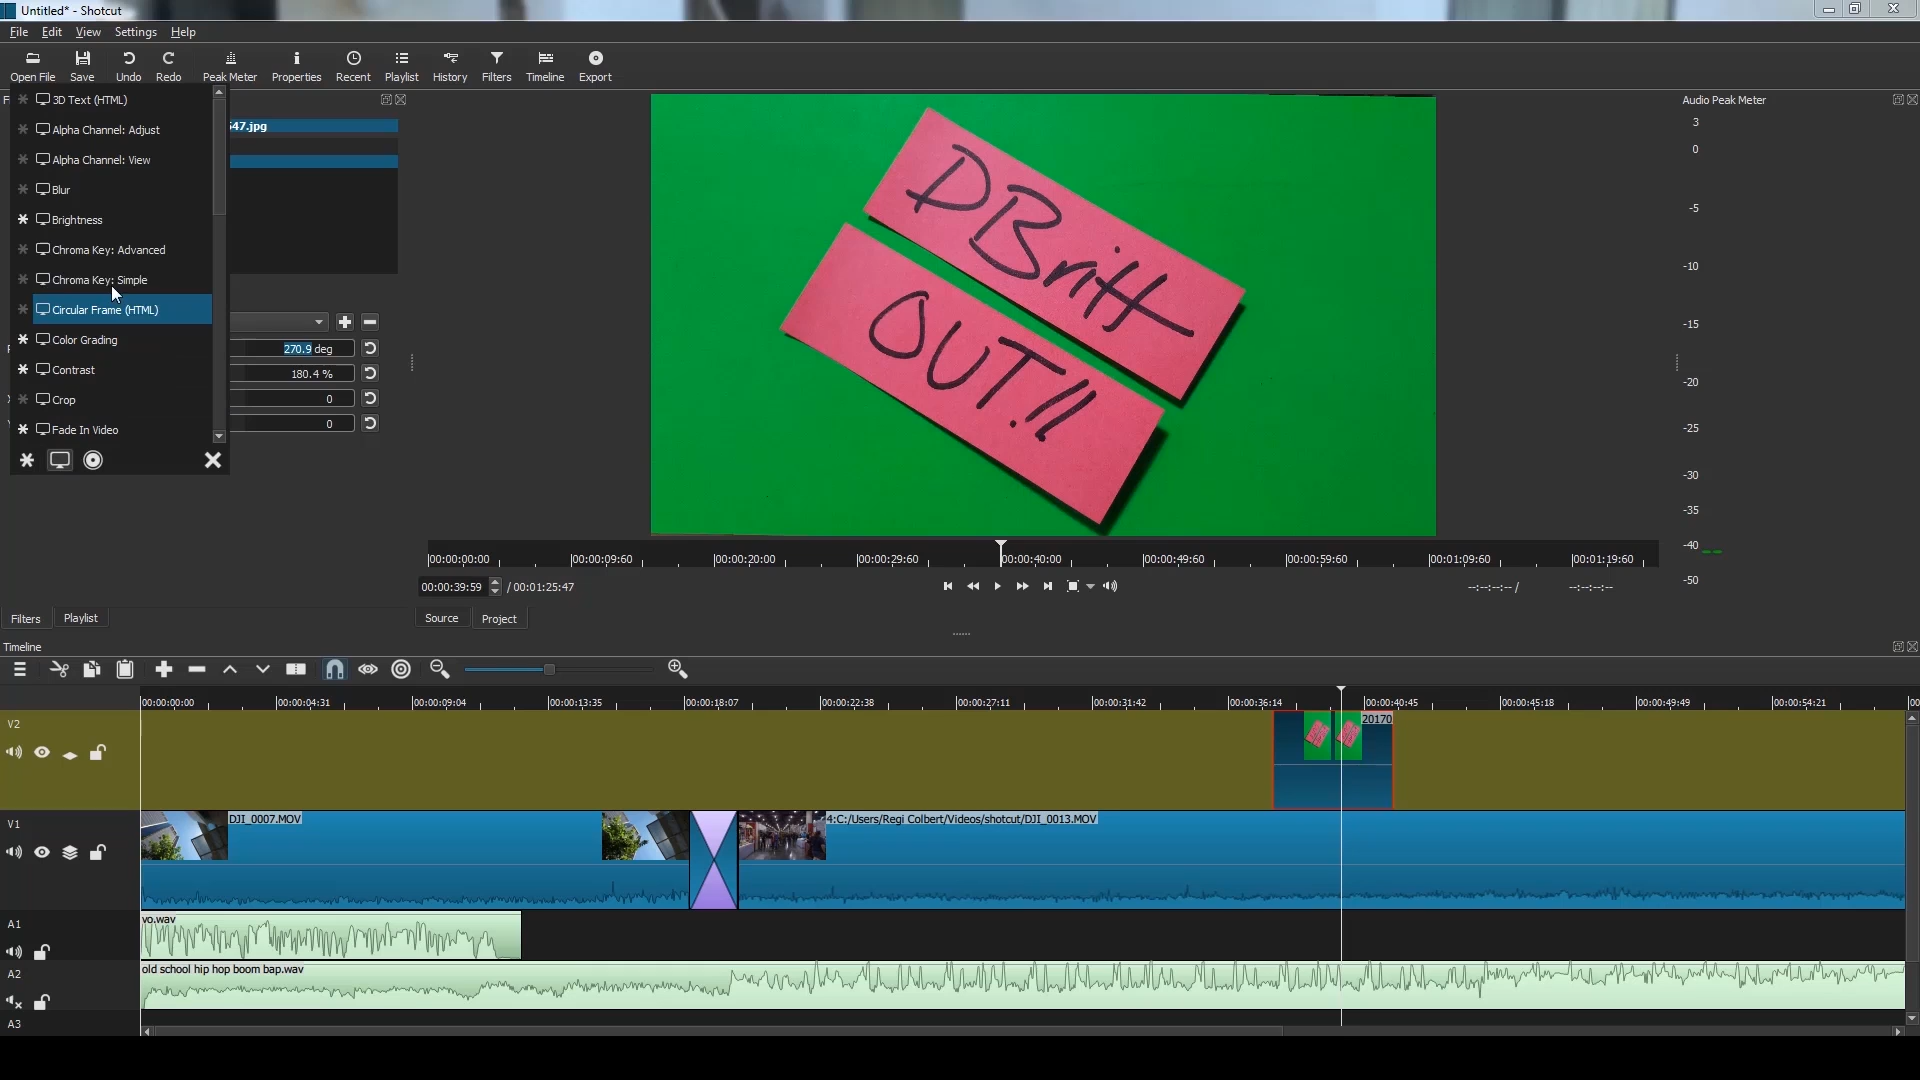 Untitled* - Shotcut
File Edit View Settings Help
Open File Save Undo Redo Peak Meter Properties Recent Playlist History Filters Timeline Export
3D Text (HTML)
Alpha Channel: Adjust
Alpha Channel: View
Blur
Brightness
Chroma Key: Advanced
Chroma Key: Simple
Circular Frame (HTML)
Color Grading
Contrast
Crop
Fade In Video
547.jpg
270.9 deg
180.4 %
0
0
DBritt
OUT!!
Audio Peak Meter
3
0
-5
-10
-15
-20
-25
-30
-35
-40
-50
00:00:00:00 00:00:09:60 00:00:20:00 00:00:29:60 00:00:40:00 00:00:49:60 00:00:59:60 00:01:09:60 00:01:19:60
00:00:39:59 / 00:01:25:47 --:--:--:-- / --:--:--:--
Filters Playlist Source Project
Timeline
00:00:00:00 00:00:04:31 00:00:09:04 00:00:13:35 00:00:18:07 00:00:22:38 00:00:27:11 00:00:31:42 00:00:36:14 00:00:40:45 00:00:45:18 00:00:49:49 00:00:54:21 00
V2
20170
V1
DJI_0007.MOV
4:C:/Users/Regi Colbert/Videos/shotcut/DJI_0013.MOV
A1
vo.wav
A2
old school hip hop boom bap.wav
A3